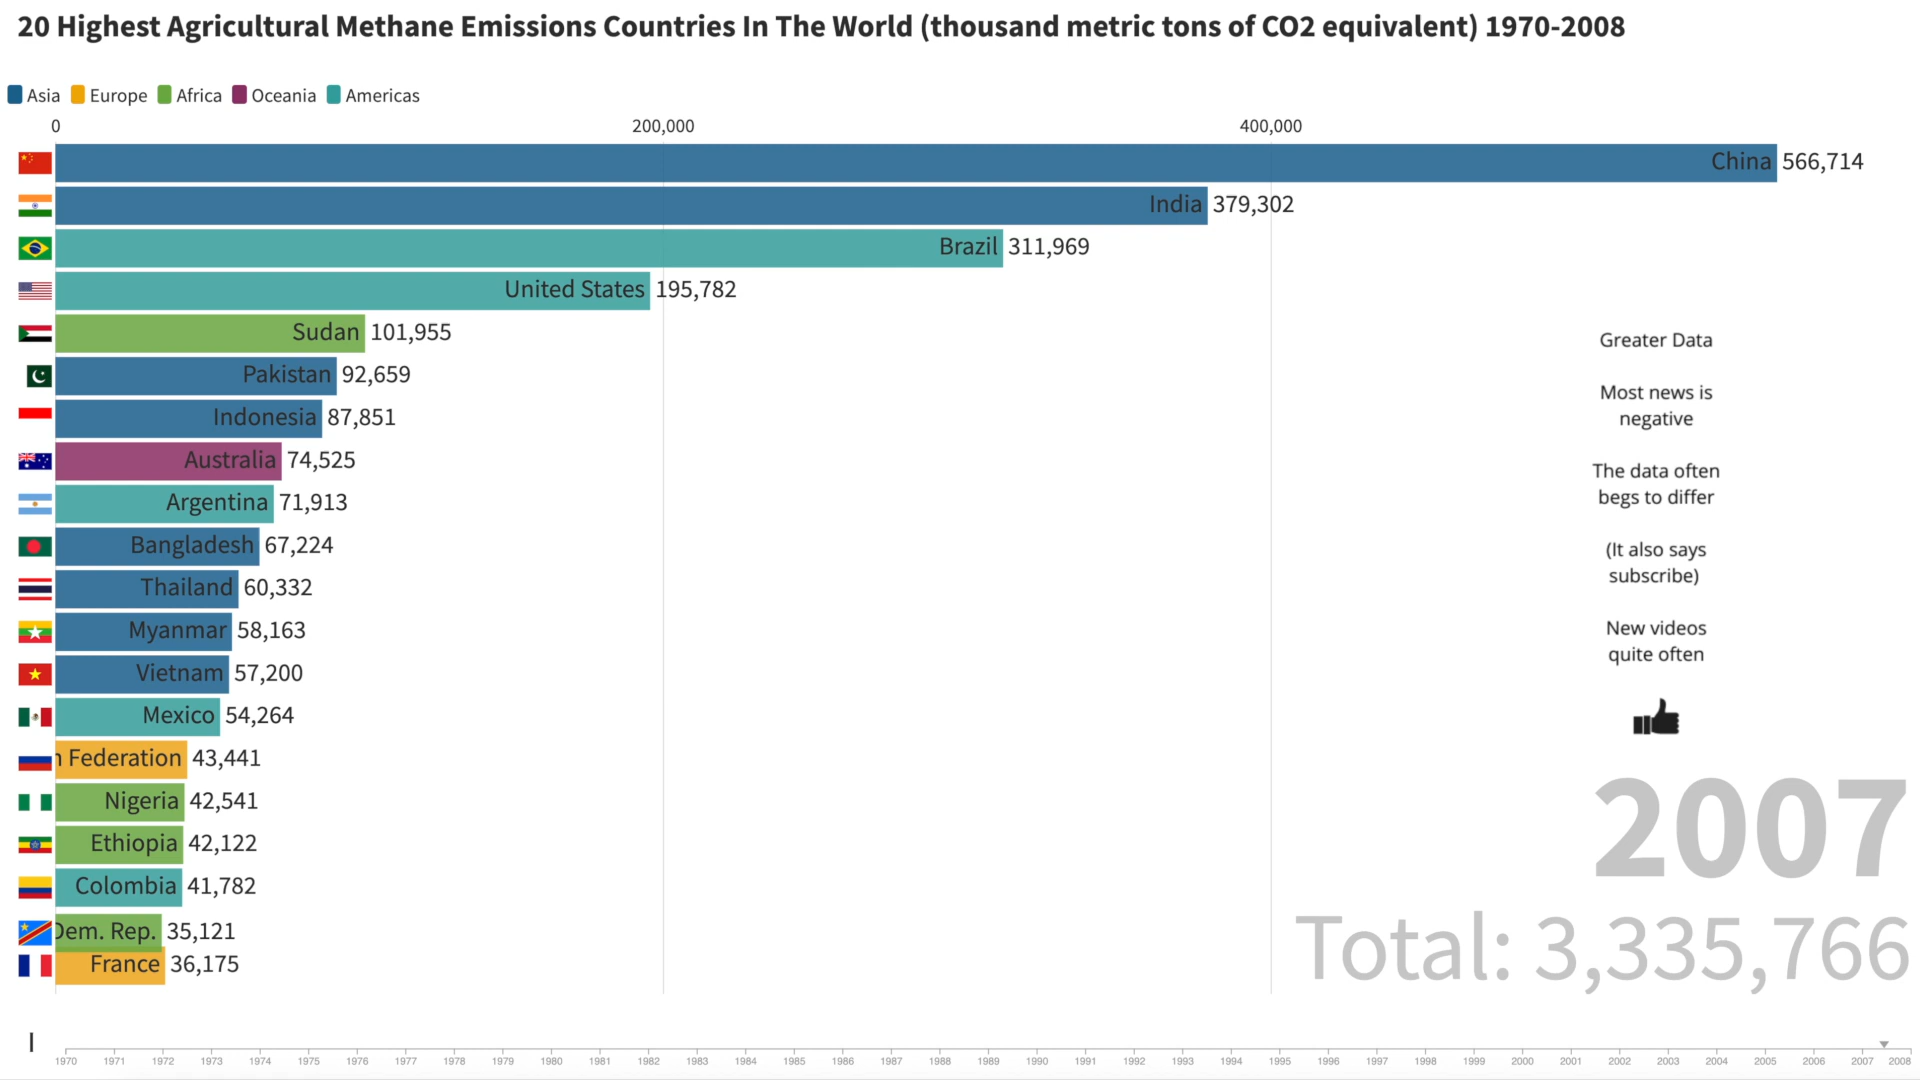 20 Highest Agricultural Methane Emissions Countries In The World (thousand metric tons of CO2 equivalent) 1970-2008
Asia Europe Africa Oceania Americas
0 200,000 400,000
China 566,714
India 379,302
Brazil 311,969
United States 195,782
Sudan 101,955
Pakistan 92,659
Indonesia 87,851
Australia 74,525
Argentina 71,913
Bangladesh 67,224
Thailand 60,332
Myanmar 58,163
Vietnam 57,200
Mexico 54,264
n Federation 43,441
Nigeria 42,541
Ethiopia 42,122
Colombia 41,782
Dem. Rep. 35,121
France 36,175
Greater Data
Most news is
negative
The data often
begs to differ
(It also says
subscribe)
New videos
quite often
2007
Total: 3,335,766
1970 1971 1972 1973 1974 1975 1976 1977 1978 1979 1980 1981 1982 1983 1984 1985 1986 1987 1988 1989 1990 1991 1992 1993 1994 1995 1996 1997 1998 1999 2000 2001 2002 2003 2004 2005 2006 2007 2008